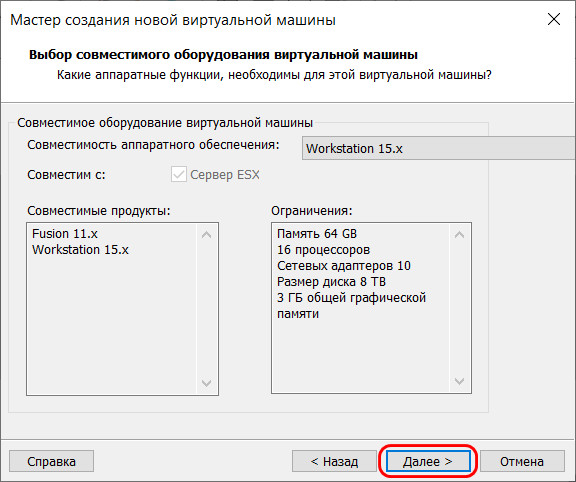 Мастер создания новой виртуальной машины
Выбор совместимого оборудования виртуальной машины
Какие аппаратные функции, необходимы для этой виртуальной машины?
Совместимое оборудование виртуальной машины
Совместимость аппаратного обеспечения:
Workstation 15.x
Совместим с:
Сервер ESX
Совместимые продукты:
Fusion 11.x
Workstation 15.x
Ограничения:
Память 64 GB
16 процессоров
Сетевых адаптеров 10
Размер диска 8 ТВ
3 ГБ общей графической
памяти
Справка
< Назад
Далее >
Отмена